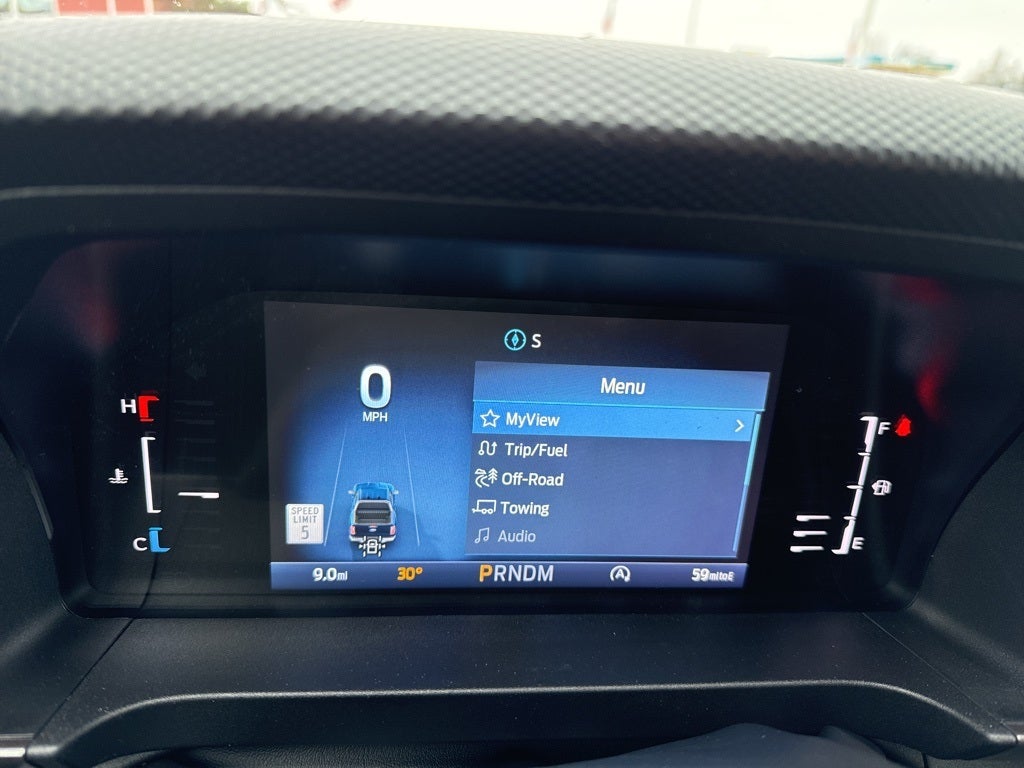 S
0
MPH
Menu
MyView
Trip/Fuel
Off-Road
Towing
Audio
SPEED
LIMIT
5
H
C
F
E
9.0mi
30°
PRNDM
A
59mitoE